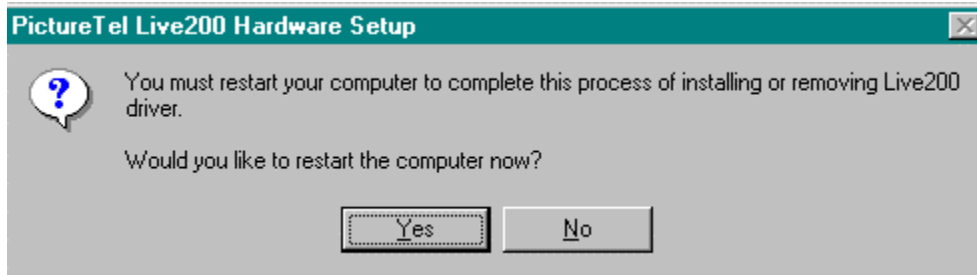 PictureTel Live200 Hardware Setup
You must restart your computer to complete this process of installing or removing Live200
driver.
Would you like to restart the computer now?
Yes
No